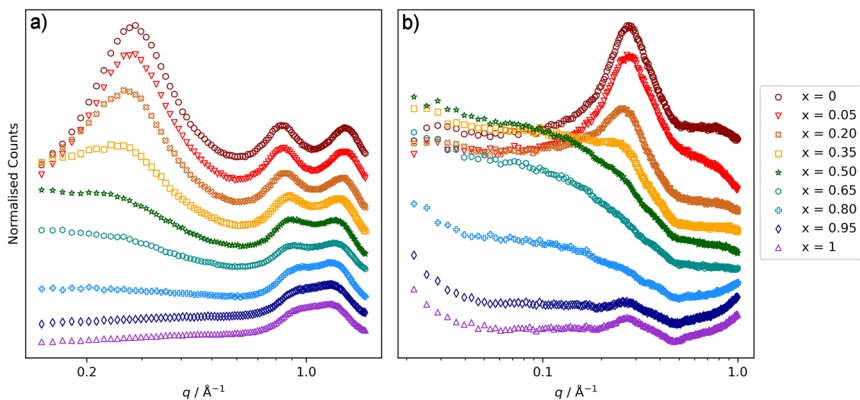 a)
b)
Normalised Counts
0.2
1.0
q / Å⁻¹
0.1
1.0
q / Å⁻¹
x = 0
x = 0.05
x = 0.20
x = 0.35
x = 0.50
x = 0.65
x = 0.80
x = 0.95
x = 1